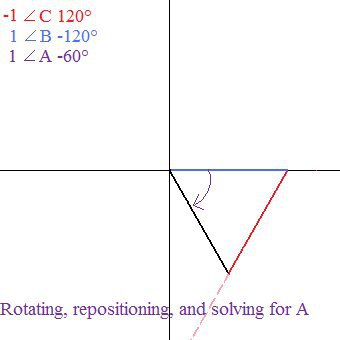 -1 ∠C 120°
1 ∠B -120°
1 ∠A -60°
Rotating, repositioning, and solving for A